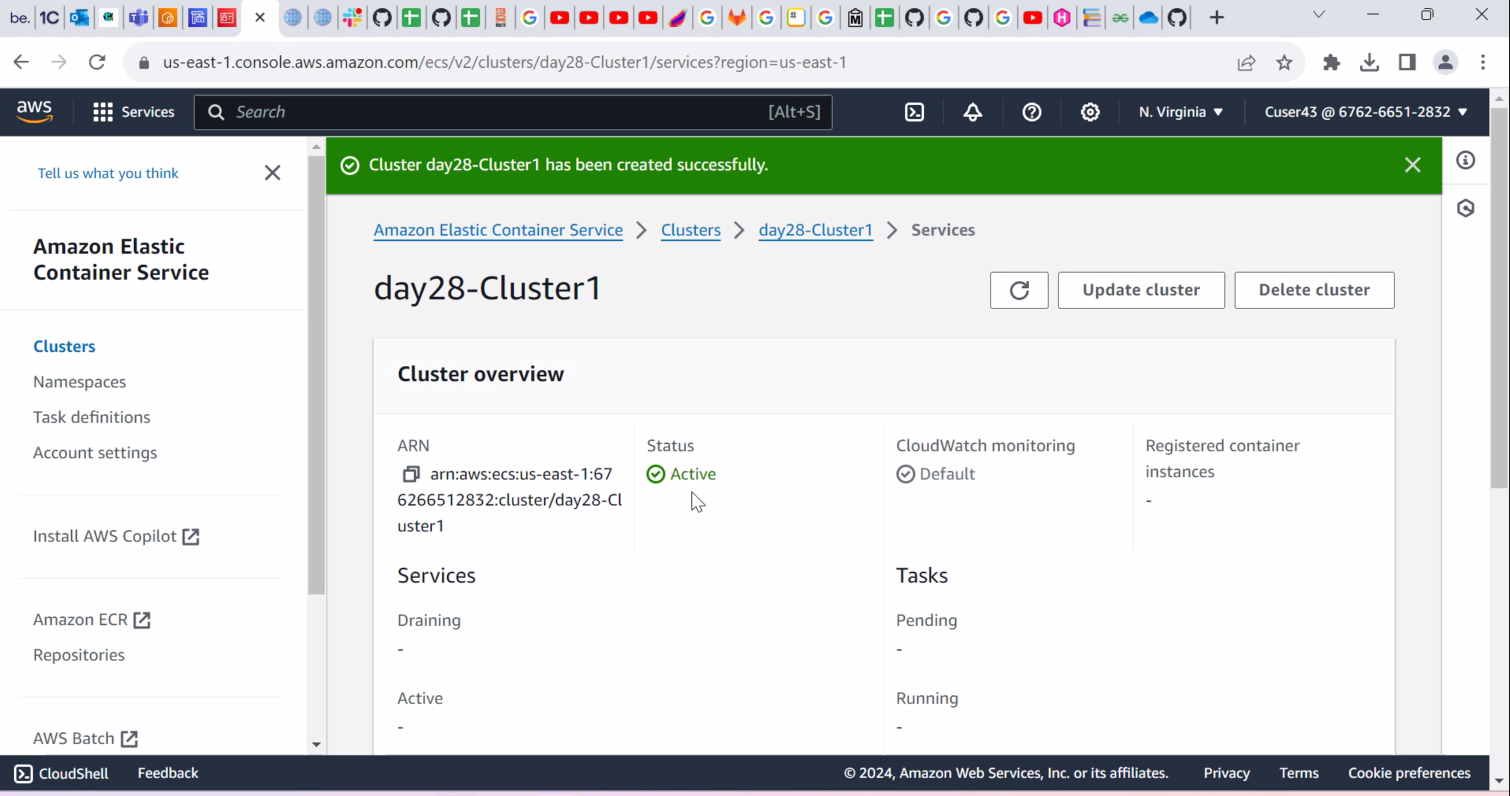 be. 1C
us-east-1.console.aws.amazon.com/ecs/v2/clusters/day28-Cluster1/services?region=us-east-1
aws Services Search [Alt+S] N. Virginia ▼ Cuser43 @ 6762-6651-2832 ▼
Tell us what you think
Cluster day28-Cluster1 has been created successfully.
Amazon Elastic
Container Service
Clusters
Namespaces
Task definitions
Account settings
Install AWS Copilot
Amazon ECR
Repositories
AWS Batch
Amazon Elastic Container Service > Clusters > day28-Cluster1 > Services
day28-Cluster1
Update cluster
Delete cluster
Cluster overview
ARN
arn:aws:ecs:us-east-1:67
6266512832:cluster/day28-Cl
uster1
Status
Active
CloudWatch monitoring
Default
Registered container
instances
-
Services
Draining
-
Active
-
Tasks
Pending
-
Running
-
CloudShell Feedback © 2024, Amazon Web Services, Inc. or its affiliates. Privacy Terms Cookie preferences